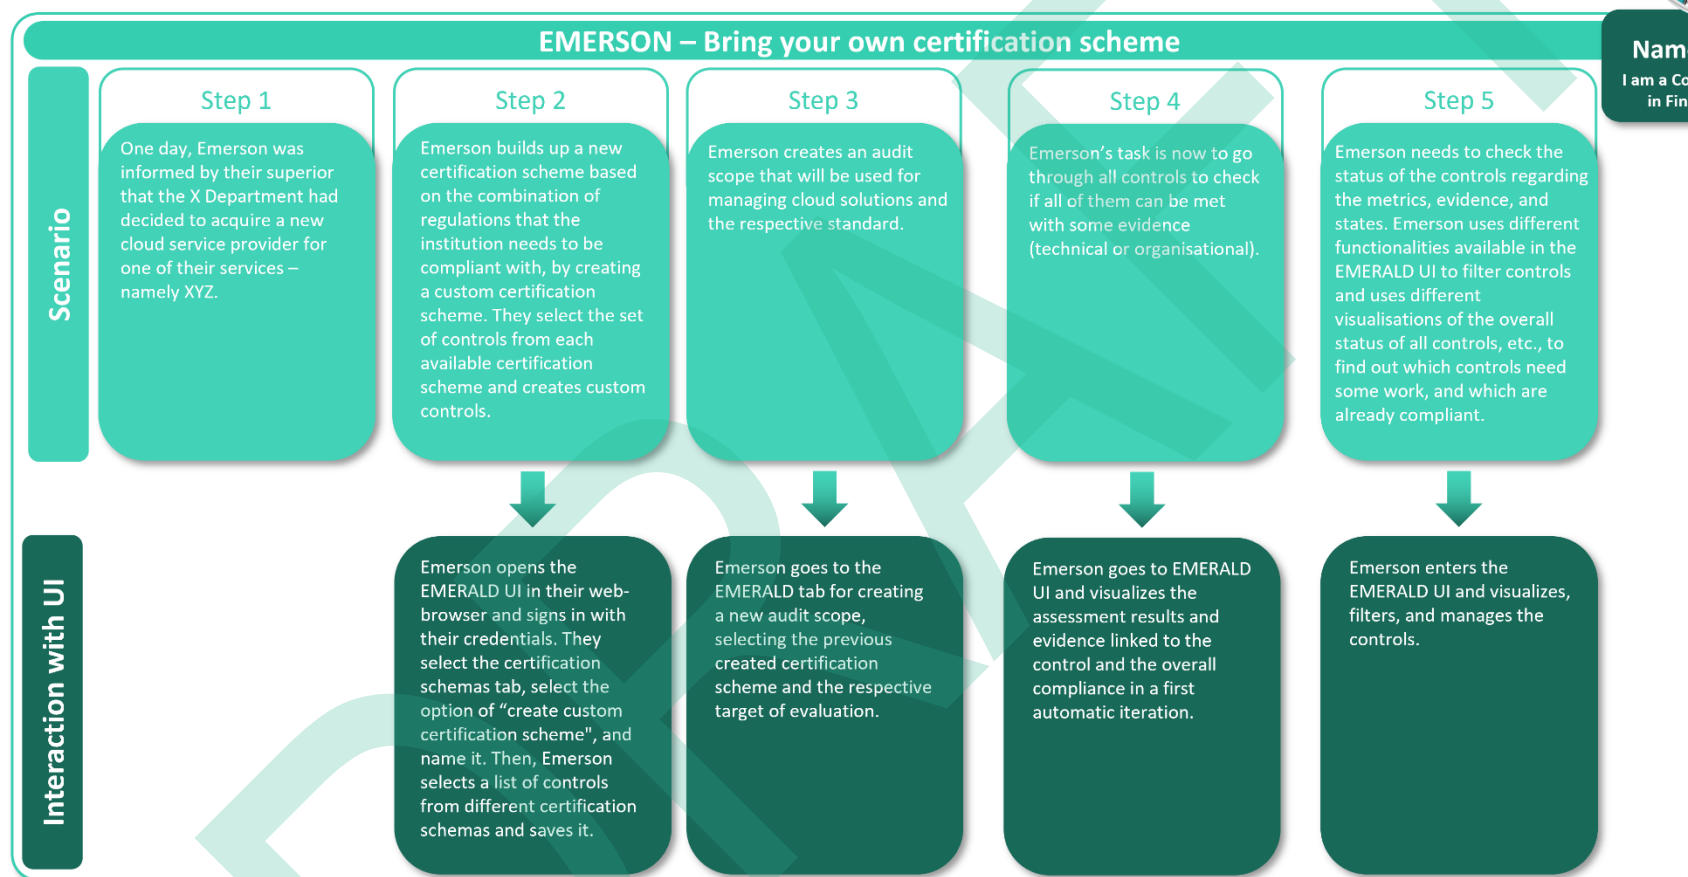 EMERSON – Bring your own certification scheme
Name
I am a Co
in Fin
Scenario
Step 1
One day, Emerson was
informed by their superior
that the X Department had
decided to acquire a new
cloud service provider for
one of their services –
namely XYZ.
Step 2
Emerson builds up a new
certification scheme based
on the combination of
regulations that the
institution needs to be
compliant with, by creating
a custom certification
scheme. They select the set
of controls from each
available certification
scheme and creates custom
controls.
Step 3
Emerson creates an audit
scope that will be used for
managing cloud solutions and
the respective standard.
Step 4
Emerson’s task is now to go
through all controls to check
if all of them can be met
with some evidence
(technical or organisational).
Step 5
Emerson needs to check the
status of the controls regarding
the metrics, evidence, and
states. Emerson uses different
functionalities available in the
EMERALD UI to filter controls
and uses different
visualisations of the overall
status of all controls, etc., to
find out which controls need
some work, and which are
already compliant.
Interaction with UI
Emerson opens the
EMERALD UI in their web-
browser and signs in with
their credentials. They
select the certification
schemas tab, select the
option of “create custom
certification scheme", and
name it. Then, Emerson
selects a list of controls
from different certification
schemas and saves it.
Emerson goes to the
EMERALD tab for creating
a new audit scope,
selecting the previous
created certification
scheme and the respective
target of evaluation.
Emerson goes to EMERALD
UI and visualizes the
assessment results and
evidence linked to the
control and the overall
compliance in a first
automatic iteration.
Emerson enters the
EMERALD UI and visualizes,
filters, and manages the
controls.
DRAFT